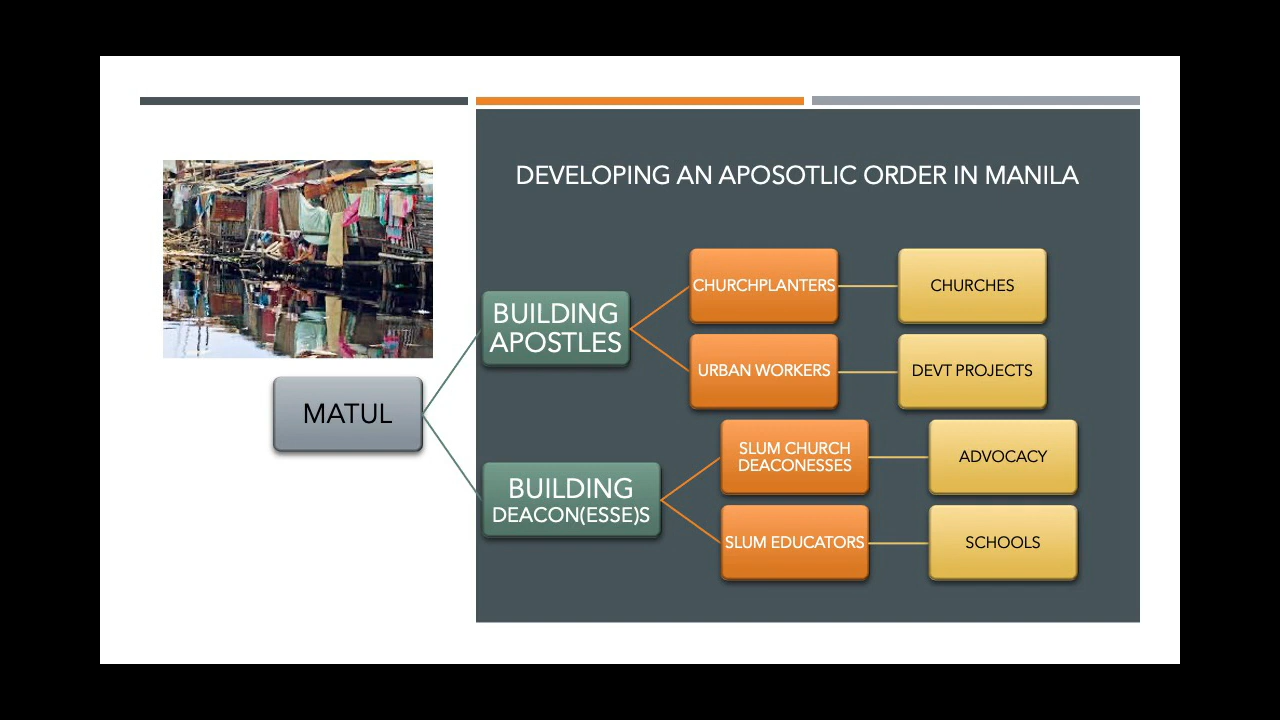 DEVELOPING AN APOSOTLIC ORDER IN MANILA
MATUL
BUILDING
APOSTLES
CHURCHPLANTERS
CHURCHES
URBAN WORKERS
DEVT PROJECTS
BUILDING
DEACON(ESSE)S
SLUM CHURCH
DEACONESSES
ADVOCACY
SLUM EDUCATORS
SCHOOLS